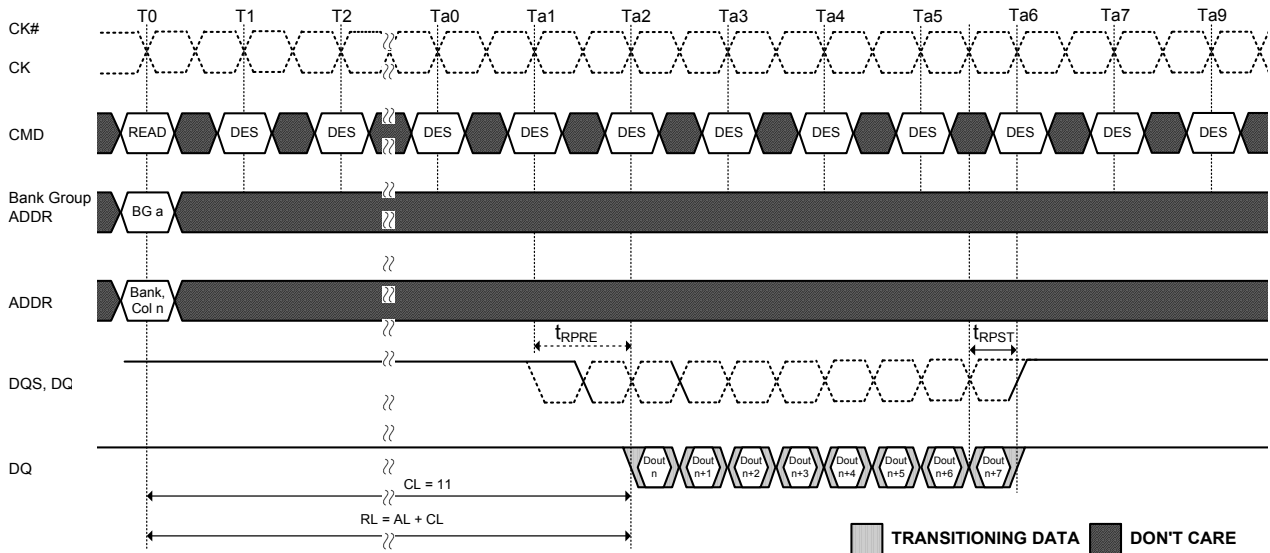 T0 T1 T2 Ta0 Ta1 Ta2 Ta3 Ta4 Ta5 Ta6 Ta7 Ta9
CK#
CK
CMD READ DES DES DES DES DES DES DES DES DES DES DES
Bank Group
ADDR
BG a
ADDR
Bank,
Col n
tRPRE tRPST
DQS, DQ
DQ
Dout Dout Dout Dout Dout Dout Dout Dout
n n+1 n+2 n+3 n+4 n+5 n+6 n+7
CL = 11
RL = AL + CL
TRANSITIONING DATA DON'T CARE